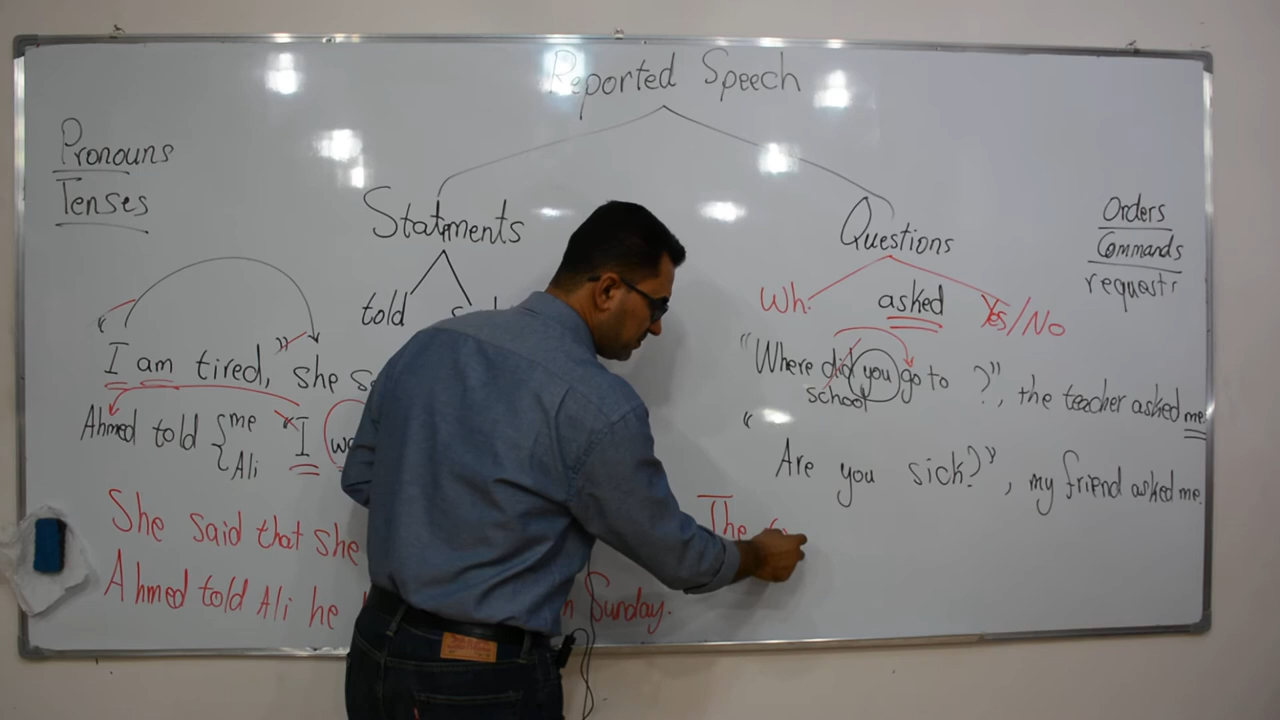 Reported Speech
Pronouns
Tenses
Statments
Questions
Orders
Commands
requests
told
Wh.
asked
Yes/No
"I am tired," she
"Where did you go to school?", the teacher asked me
Ahmed told { me Ali "I
"Are you sick?", my friend asked me.
She said that she
The
Ahmed told Ali he
Sunday.